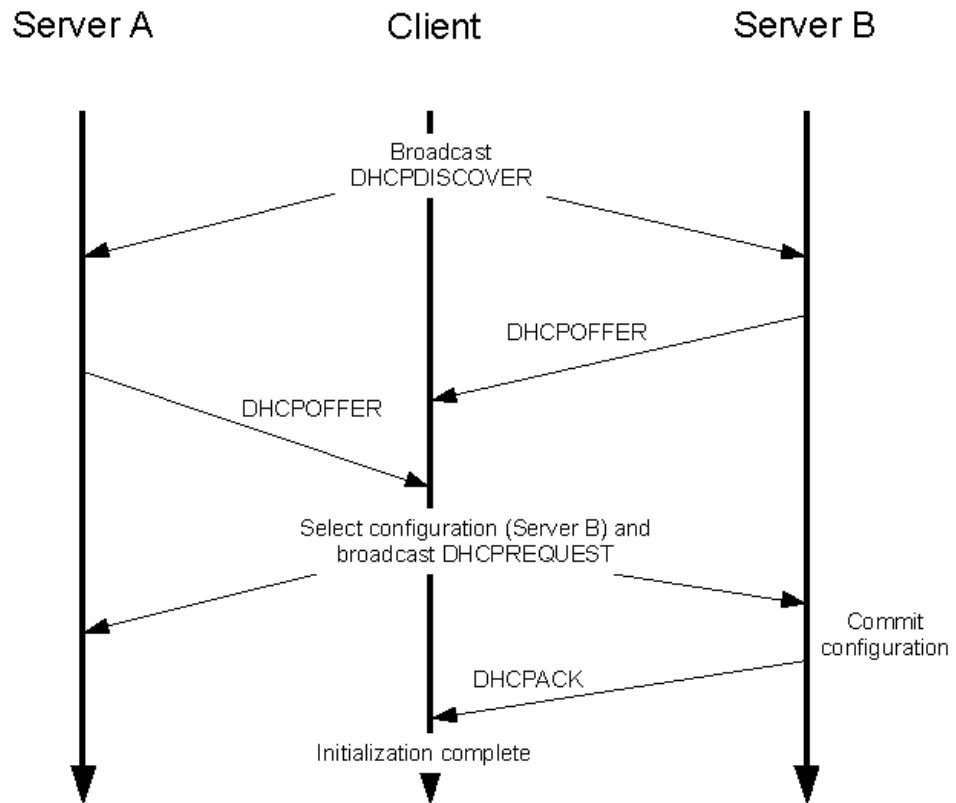 Server A
Client
Server B
Broadcast
DHCPDISCOVER
DHCPOFFER
DHCPOFFER
Select configuration (Server B) and
broadcast DHCPREQUEST
Commit
configuration
DHCPACK
Initialization complete